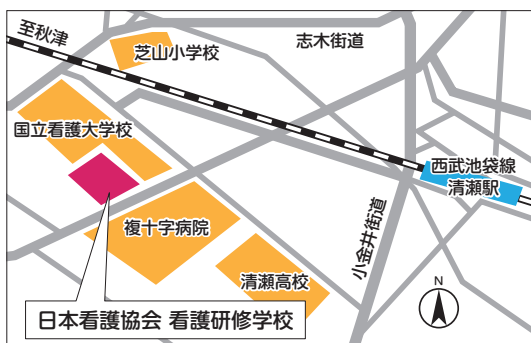 至秋津
芝山小学校
志木街道
国立看護大学校
西武池袋線
清瀬駅
複十字病院
小金井街道
清瀬高校
N
日本看護協会 看護研修学校